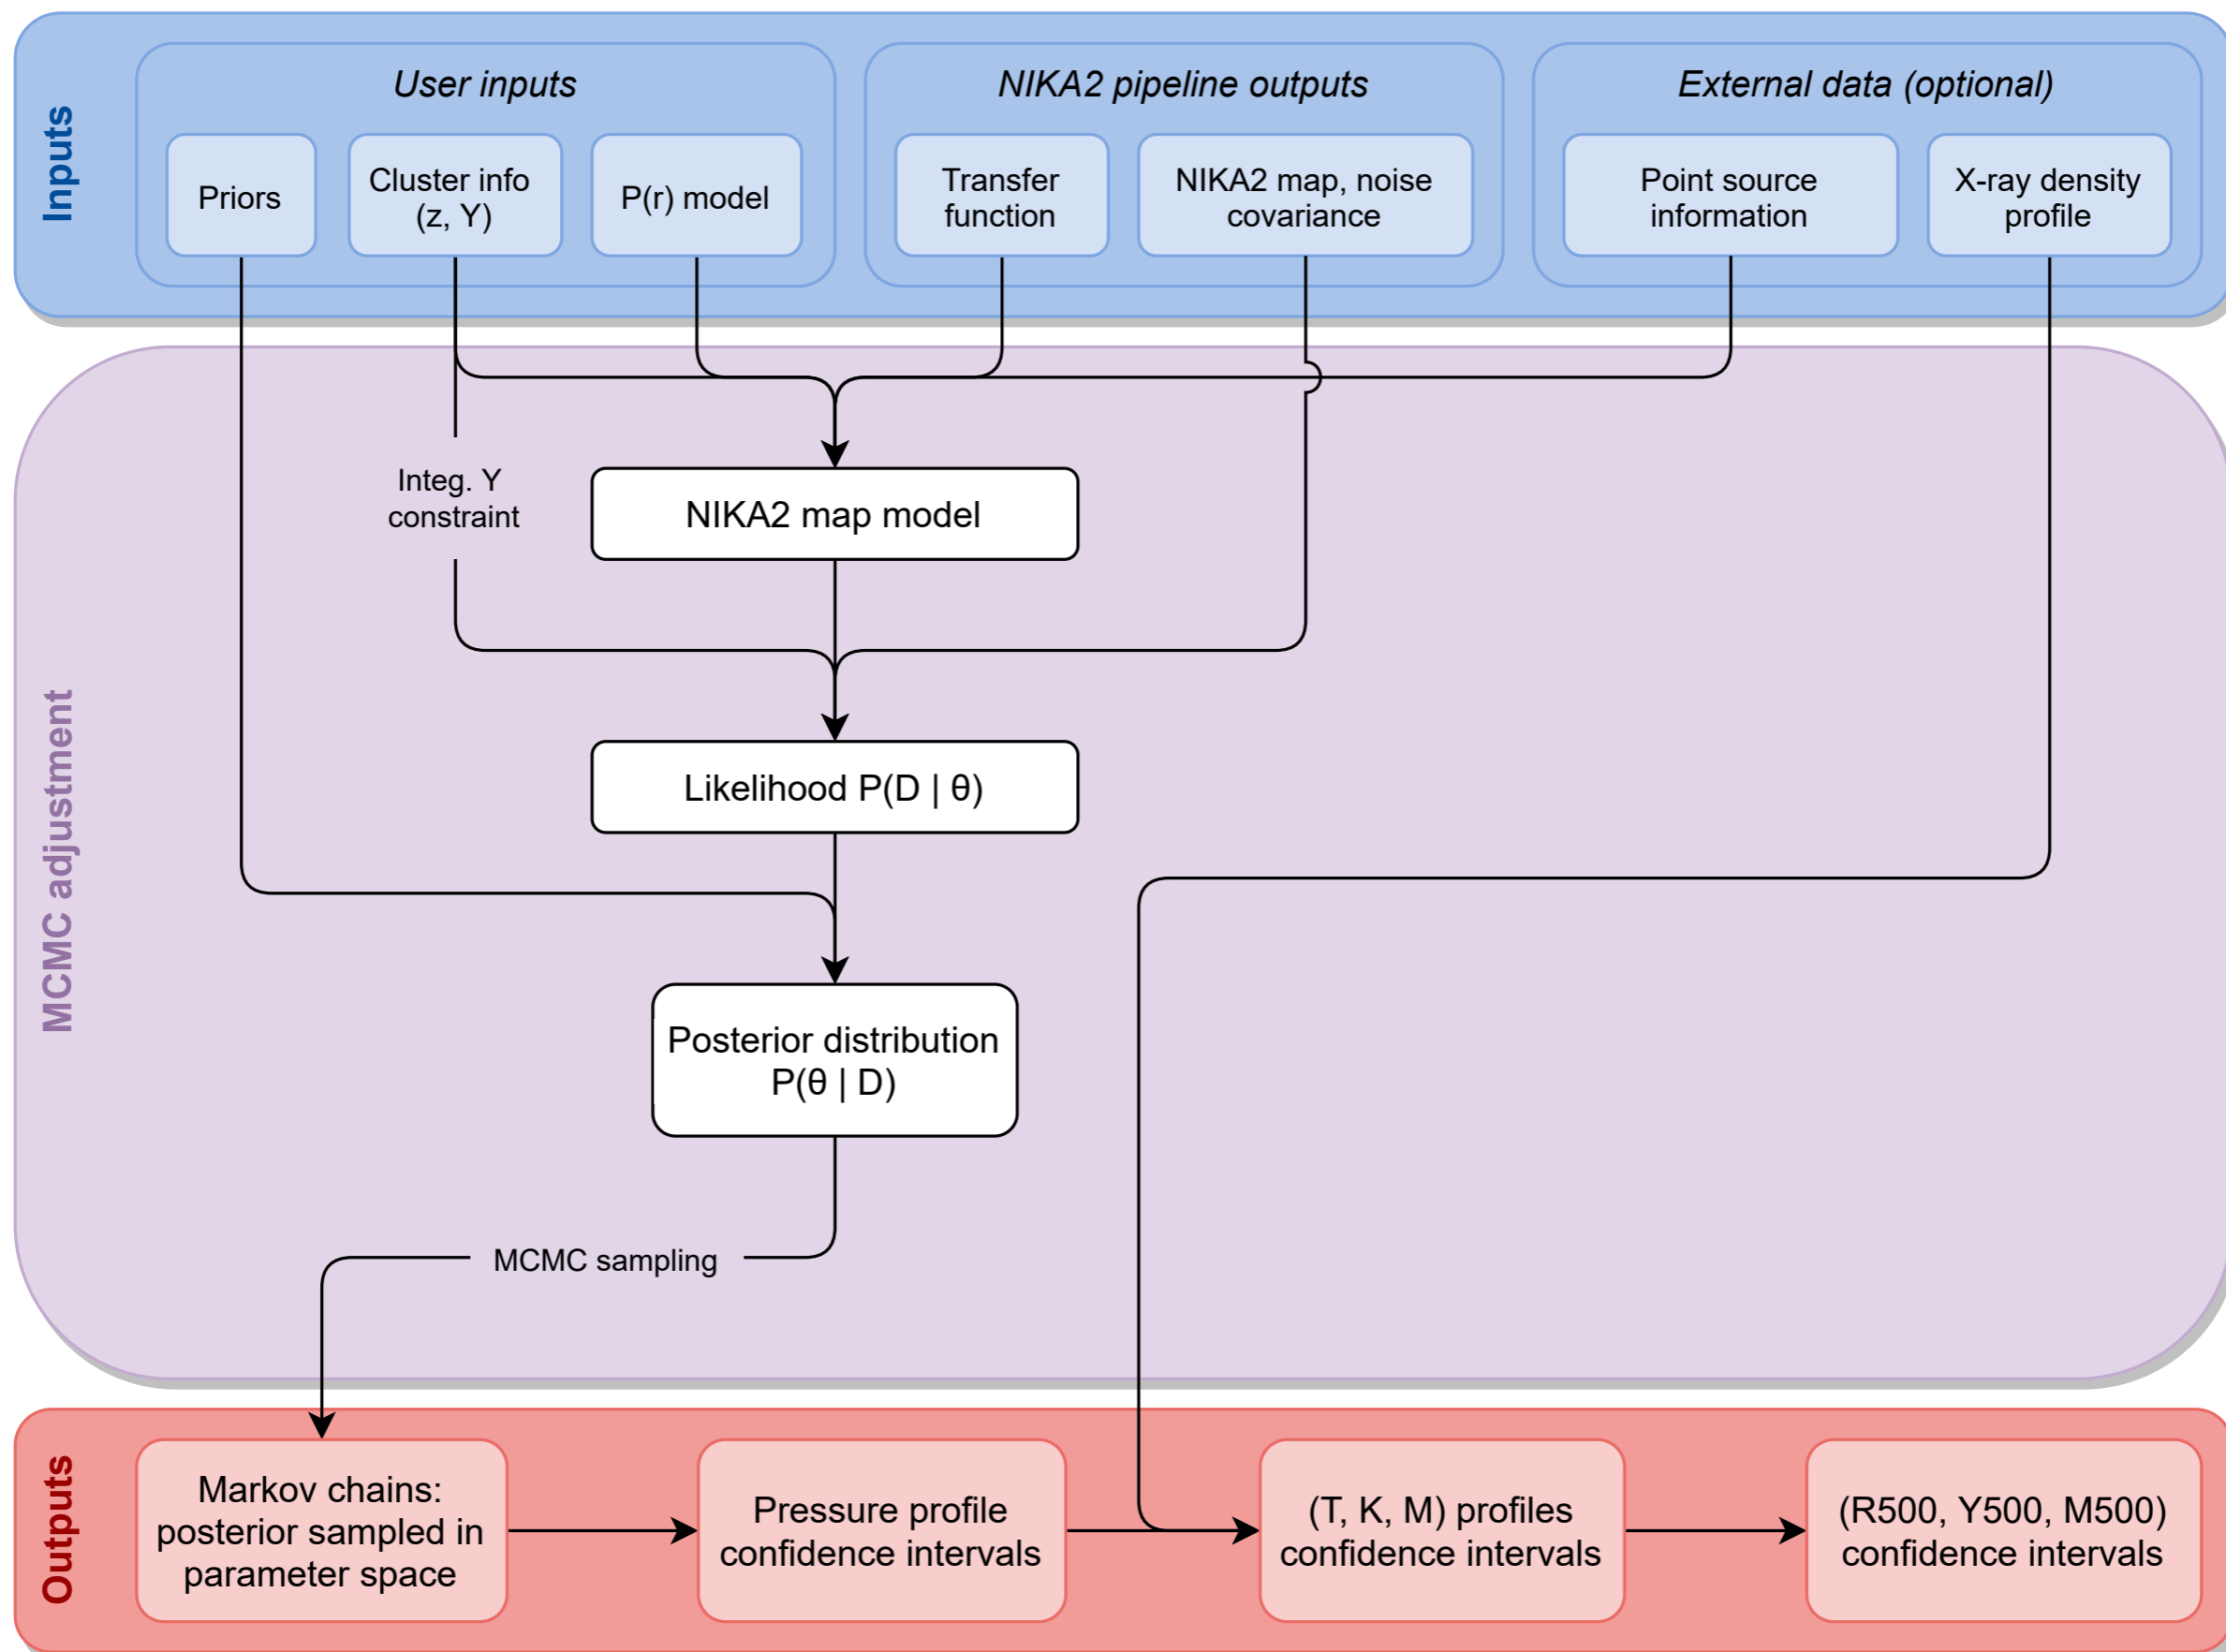 Inputs
User inputs
NIKA2 pipeline outputs
External data (optional)
Priors
Cluster info
(z, Y)
P(r) model
Transfer
function
NIKA2 map, noise
covariance
Point source
information
X-ray density
profile
MCMC adjustment
Integ. Y
constraint
NIKA2 map model
Likelihood P(D | θ)
Posterior distribution
P(θ | D)
MCMC sampling
Outputs
Markov chains:
posterior sampled in
parameter space
Pressure profile
confidence intervals
(T, K, M) profiles
confidence intervals
(R500, Y500, M500)
confidence intervals